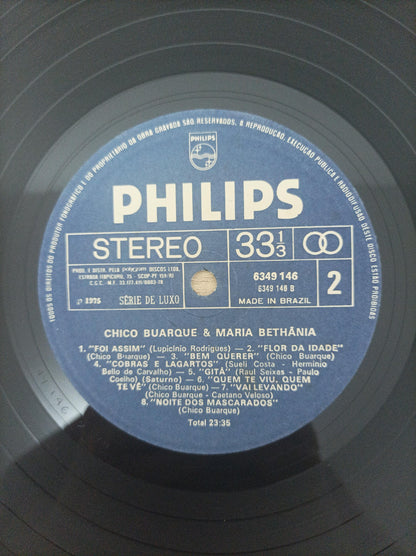 TODOS OS DIREITOS DO PRODUTOR FONOGRÁFICO E DO PROPRIETÁRIO DA OBRA GRAVADA SÃO RESERVADOS. A REPRODUÇÃO, EXECUÇÃO PUBLICA E RADIODIFUSÃO DESTE DISCO ESTÃO PROIBIDAS
PHILIPS
PHILIPS
STEREO 33 1/3
PROD. E DISTR. PELA DISCOS LTDA.
6349 146
6349 146 B
MADE IN BRAZIL
2
℗ 1975 SÉRIE DE LUXO
CHICO BUARQUE & MARIA BETHÂNIA
1. "FOI ASSIM" (Lupicínio Rodrigues) — 2. "FLOR DA IDADE"
(Chico Buarque) — 3. "BEM QUERER" (Chico Buarque)
4. "COBRAS E LAGARTOS" (Sueli Costa - Hermínio
Bello de Carvalho) — 5. "GITÂ" (Raul Seixas - Paulo
Coelho) (Saturno) — 6. "QUEM TE VIU, QUEM
TE VÊ" (Chico Buarque) — 7. "VAI LEVANDO"
(Chico Buarque - Caetano Veloso)
8. "NOITE DOS MASCARADOS"
(Chico Buarque)
Total 23:35